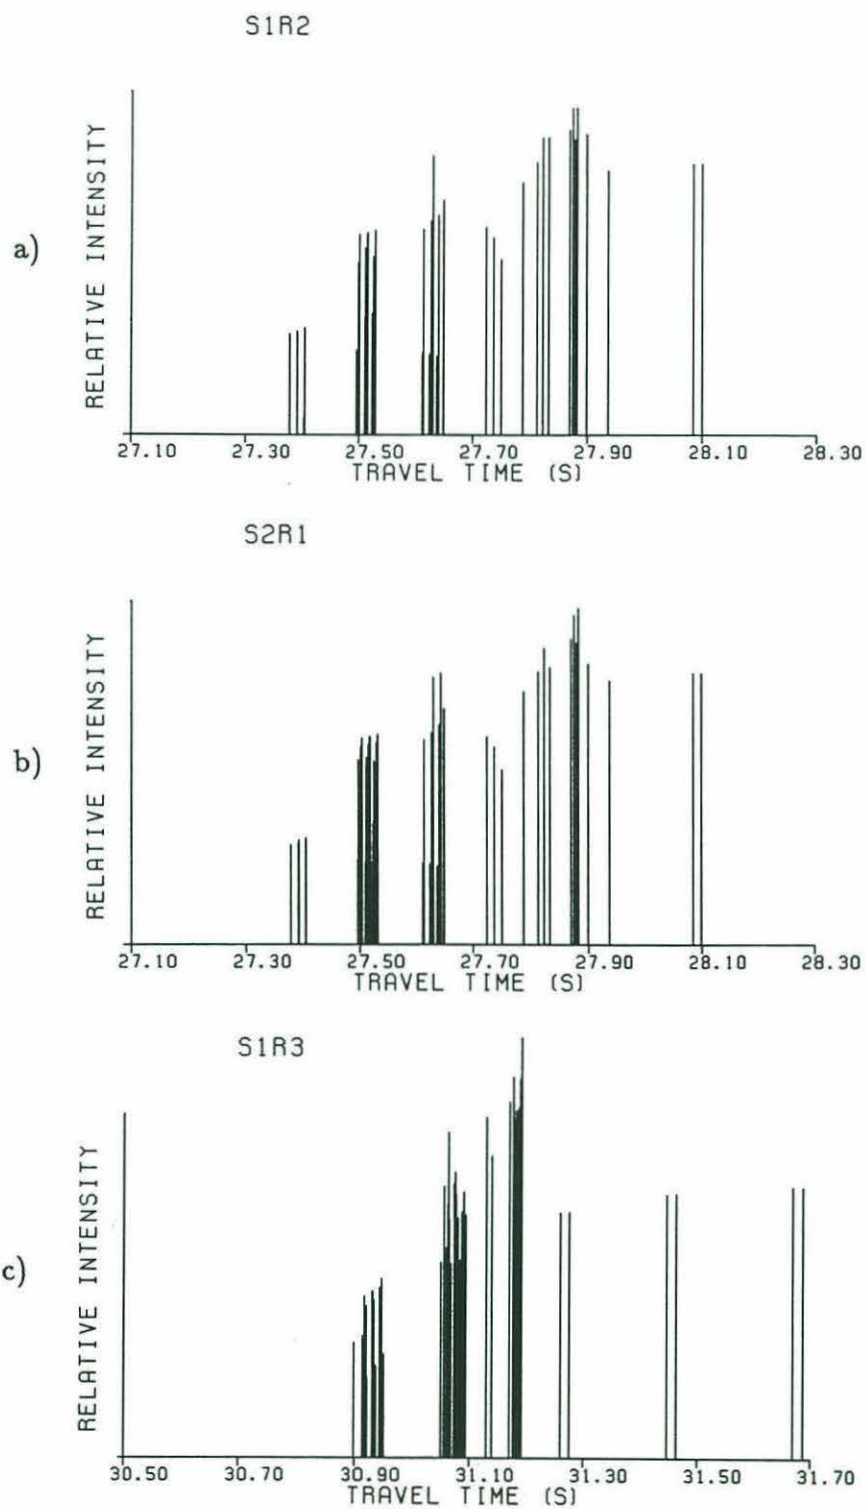 S1R2
a)
RELATIVE INTENSITY
27.10 27.30 27.50 27.70 27.90 28.10 28.30
TRAVEL TIME (S)
S2R1
b)
RELATIVE INTENSITY
27.10 27.30 27.50 27.70 27.90 28.10 28.30
TRAVEL TIME (S)
S1R3
c)
RELATIVE INTENSITY
30.50 30.70 30.90 31.10 31.30 31.50 31.70
TRAVEL TIME (S)